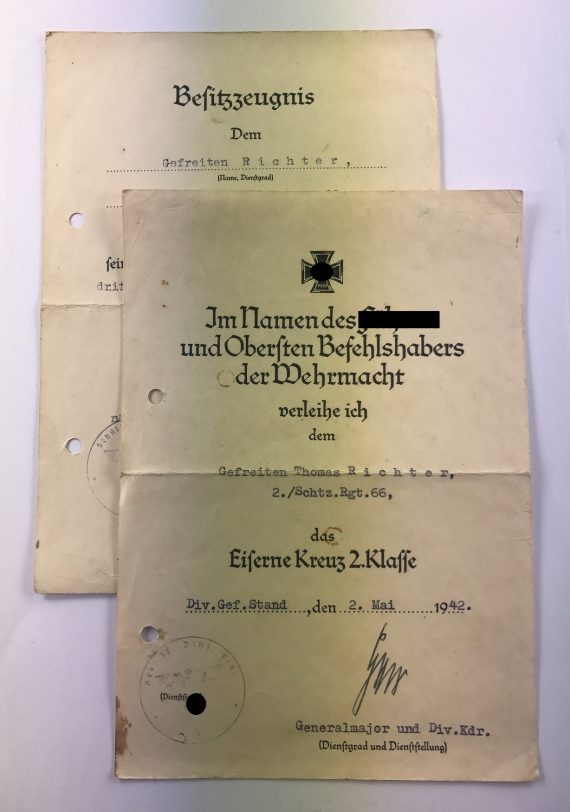 Besitzzeugnis
Dem
Gefreiten Richter,
(Name, Dienstgrad)
Im Namen des
und Obersten Befehlshabers
der Wehrmacht
verleihe ich
dem
Gefreiten Thomas Richter,
2./Schtz.Rgt.66,
das
Eiserne Kreuz 2. Klasse
Div.Gef.Stand, den 2. Mai 1942.
Generalmajor und Div.Kdr.
(Dienstgrad und Dienststellung)